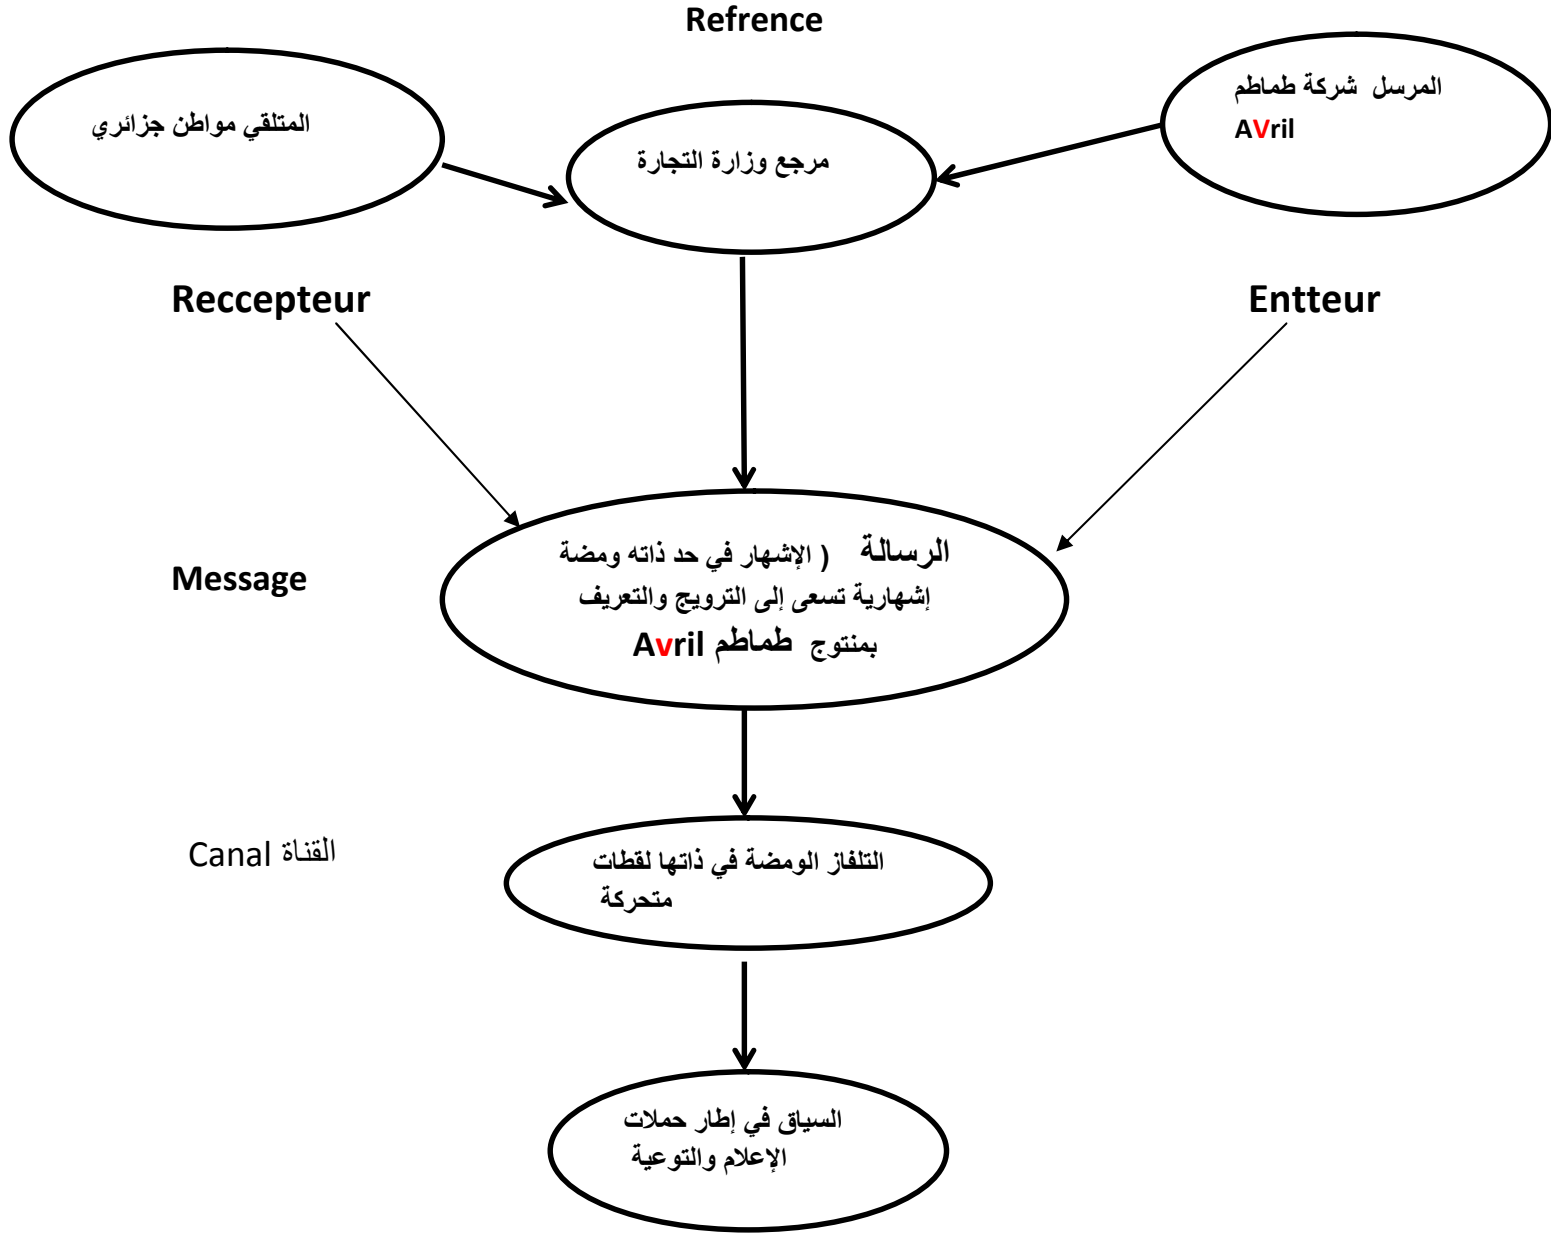 Refrence
المرسل شركة طماطم
AVril
مرجع وزارة التجارة
المتلقي مواطن جزائري
Entteur
Reccepteur
الرسالة ( الإشهار في حد ذاته ومضة
إشهارية تسعى إلى الترويج والتعريف
بمنتوج طماطم Avril
Message
التلفاز الومضة في ذاتها لقطات
متحركة
القناة Canal
السياق في إطار حملات
الإعلام والتوعية